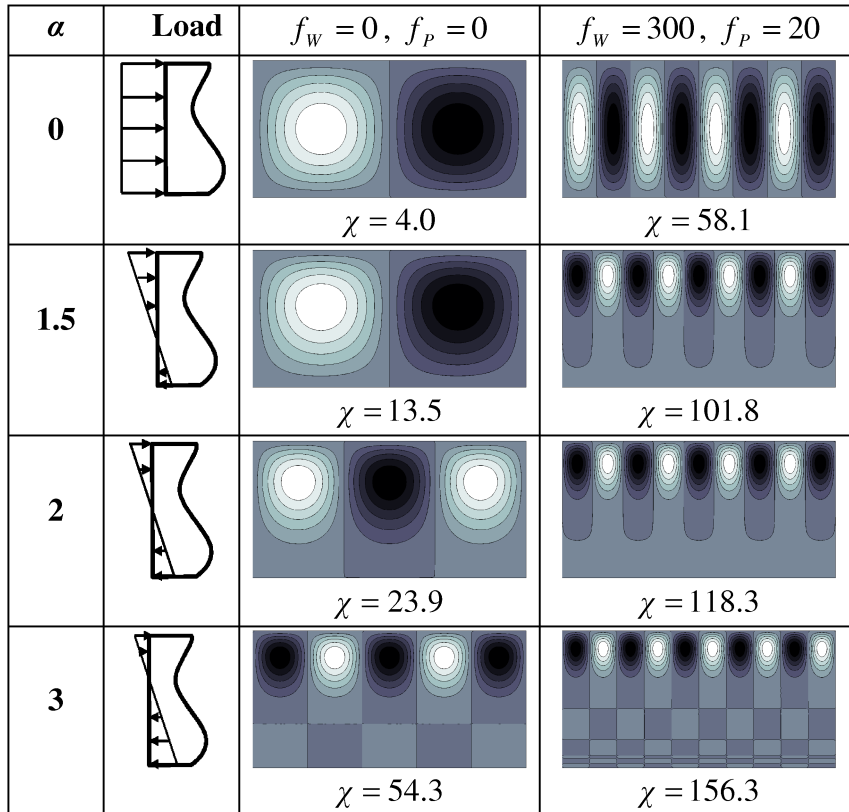 α Load f_W = 0, f_P = 0 f_W = 300, f_P = 20
0
χ = 4.0 χ = 58.1
1.5
χ = 13.5 χ = 101.8
2
χ = 23.9 χ = 118.3
3
χ = 54.3 χ = 156.3